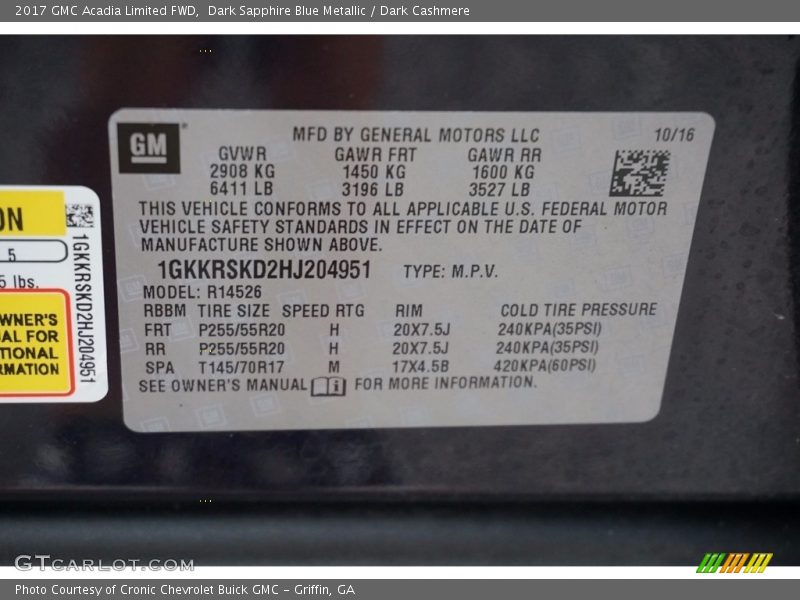 2017 GMC Acadia Limited FWD, Dark Sapphire Blue Metallic / Dark Cashmere
GM
MFD BY GENERAL MOTORS LLC 10/16
GVWR GAWR FRT GAWR RR
2908 KG 1450 KG 1600 KG
6411 LB 3196 LB 3527 LB
THIS VEHICLE CONFORMS TO ALL APPLICABLE U.S. FEDERAL MOTOR
VEHICLE SAFETY STANDARDS IN EFFECT ON THE DATE OF
MANUFACTURE SHOWN ABOVE.
1GKKRSKD2HJ204951 TYPE: M.P.V.
MODEL: R14526
RBBM TIRE SIZE SPEED RTG RIM COLD TIRE PRESSURE
FRT P255/55R20 H 20X7.5J 240KPA(35PSI)
RR P255/55R20 H 20X7.5J 240KPA(35PSI)
SPA T145/70R17 M 17X4.5B 420KPA(60PSI)
SEE OWNER'S MANUAL FOR MORE INFORMATION.
ON
5
5 lbs.
WNER'S
AL FOR
TIONAL
RMATION
1GKKRSKD2HJ204951
GTCARLOT.COM
Photo Courtesy of Cronic Chevrolet Buick GMC - Griffin, GA